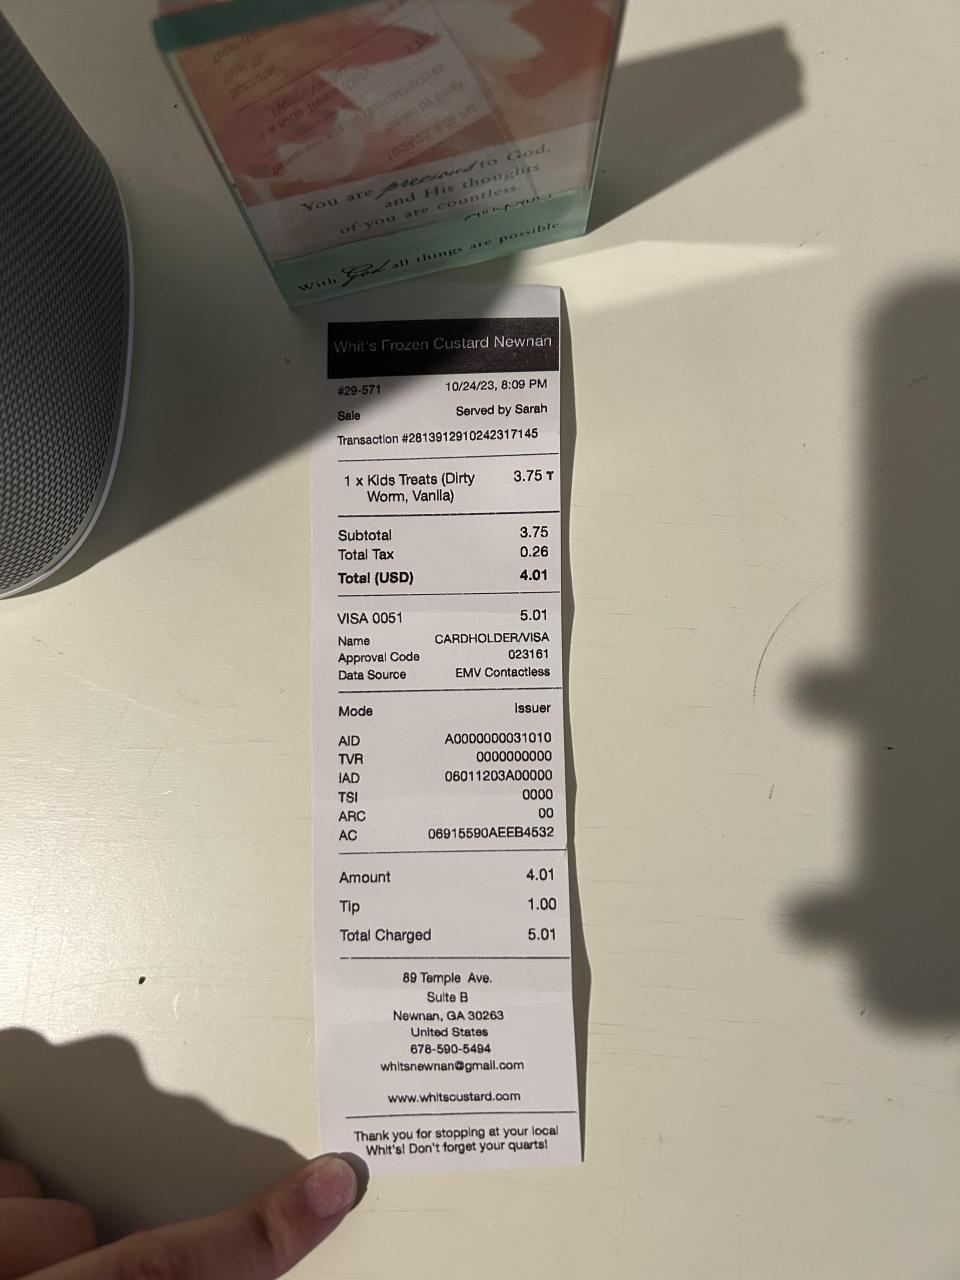 You are precious to God,
and His thoughts
of you are countless.
With God all things are possible.
Whit's Frozen Custard Newnan
#29-571 10/24/23, 8:09 PM
Sale Served by Sarah
Transaction #2813912910242317145
1 x Kids Treats (Dirty 3.75 T
Worm, Vanlla)
Subtotal 3.75
Total Tax 0.26
Total (USD) 4.01
VISA 0051 5.01
Name CARDHOLDER/VISA
Approval Code 023161
Data Source EMV Contactless
Mode Issuer
AID A0000000031010
TVR 0000000000
IAD 06011203A00000
TSI 0000
ARC 00
AC 06915590AEEB4532
Amount 4.01
Tip 1.00
Total Charged 5.01
89 Temple Ave.
Suite B
Newnan, GA 30263
United States
678-590-5494
whitsnewnan@gmail.com
www.whitscustard.com
Thank you for stopping at your local
Whit's! Don't forget your quarts!